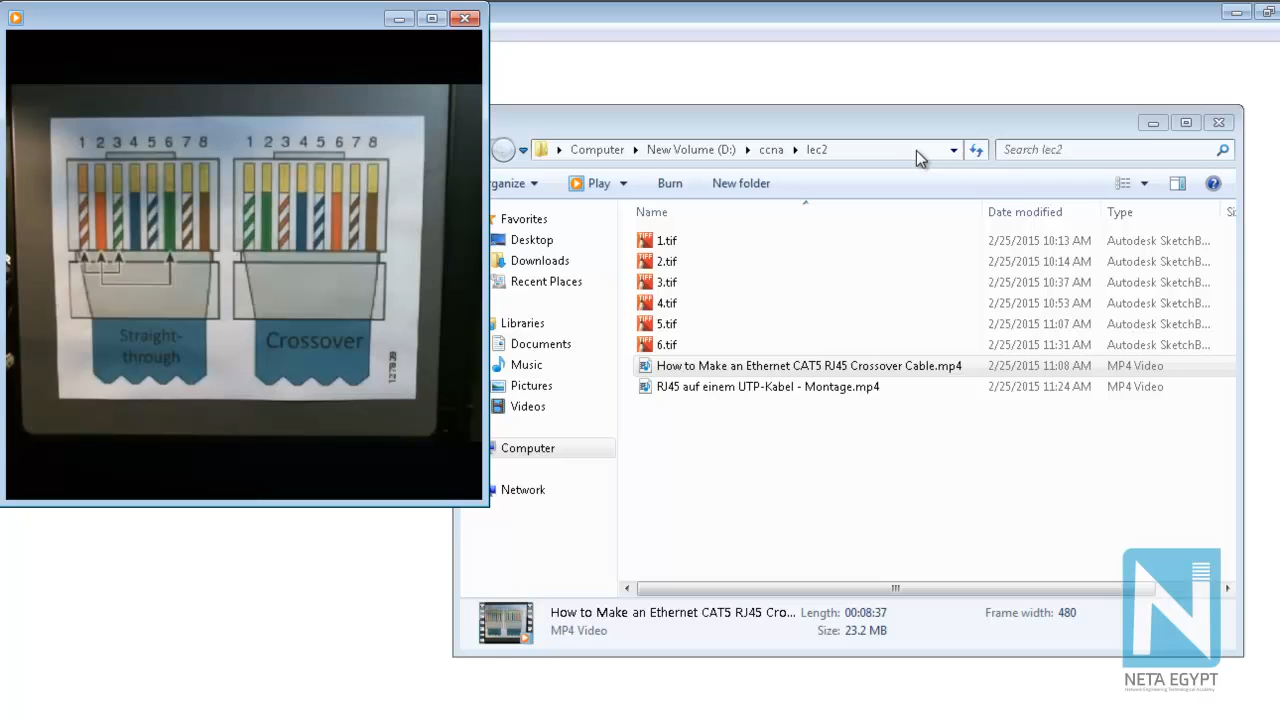 1 2 3 4 5 6 7 8
1 2 3 4 5 6 7 8
Straight-
through
Crossover
127829
Computer
New Volume (D:)
ccna
lec2
Search lec2
rganize
Play
Burn
New folder
Name
Date modified
Type
Favorites
Desktop
Downloads
Recent Places
Libraries
Documents
Music
Pictures
Videos
Computer
Network
1.tif 2/25/2015 10:13 AM Autodesk SketchB...
2.tif 2/25/2015 10:14 AM Autodesk SketchB...
3.tif 2/25/2015 10:37 AM Autodesk SketchB...
4.tif 2/25/2015 10:53 AM Autodesk SketchB...
5.tif 2/25/2015 11:07 AM Autodesk SketchB...
6.tif 2/25/2015 11:31 AM Autodesk SketchB...
How to Make an Ethernet CAT5 RJ45 Crossover Cable.mp4 2/25/2015 11:08 AM MP4 Video
RJ45 auf einem UTP-Kabel - Montage.mp4 2/25/2015 11:24 AM MP4 Video
How to Make an Ethernet CAT5 RJ45 Cro... Length: 00:08:37 Frame width: 480
MP4 Video Size: 23.2 MB
NETA EGYPT
Network Engineering Technological Academy